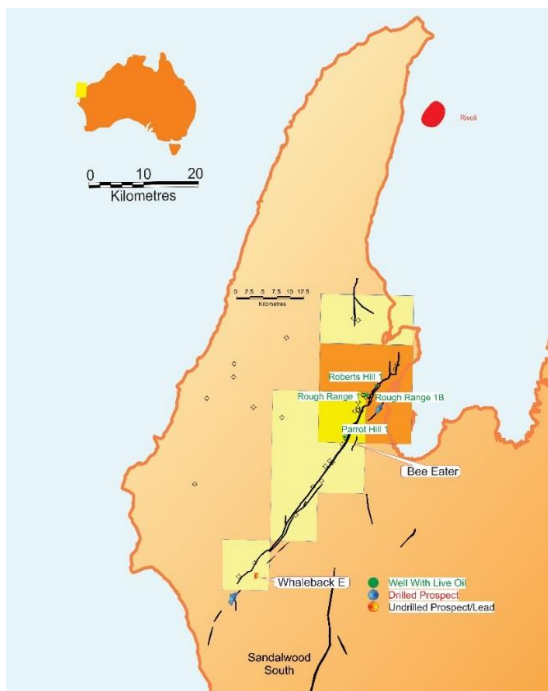 Rivoli
0 10 20
Kilometres
0 2.5 5 7.5 10 12.5
Kilometres
Roberts Hill 1
Rough Range 1
Rough Range 1B
Parrot Hill 1
Bee Eater
Whaleback E
Well With Live Oil
Drilled Prospect
Undrilled Prospect/Lead
Sandalwood
South